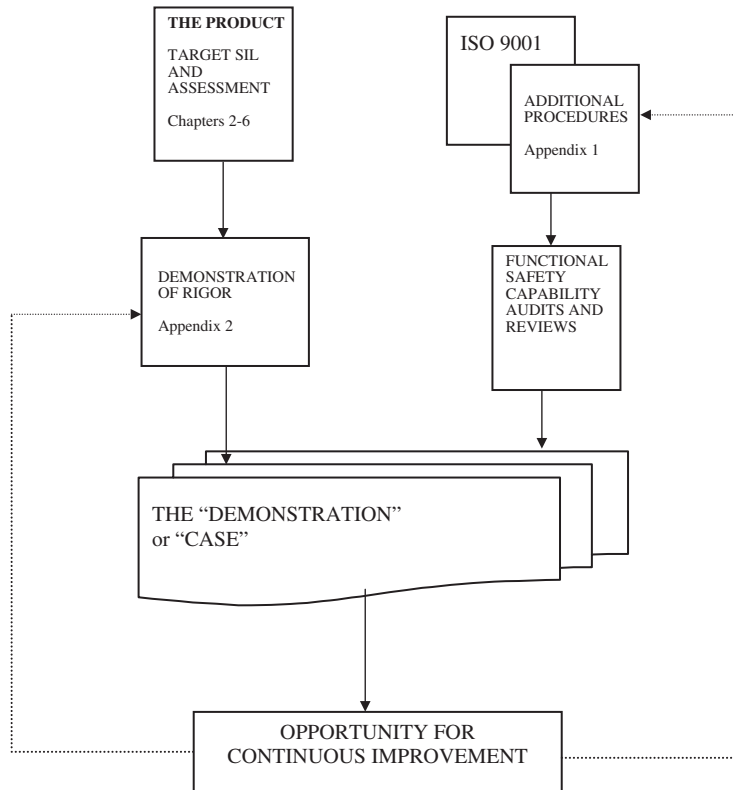 THE PRODUCT
TARGET SIL
AND
ASSESSMENT
Chapters 2-6
ISO 9001
ADDITIONAL
PROCEDURES
Appendix 1
DEMONSTRATION
OF RIGOR
Appendix 2
FUNCTIONAL
SAFETY
CAPABILITY
AUDITS AND
REVIEWS
THE “DEMONSTRATION”
or “CASE”
OPPORTUNITY FOR
CONTINUOUS IMPROVEMENT